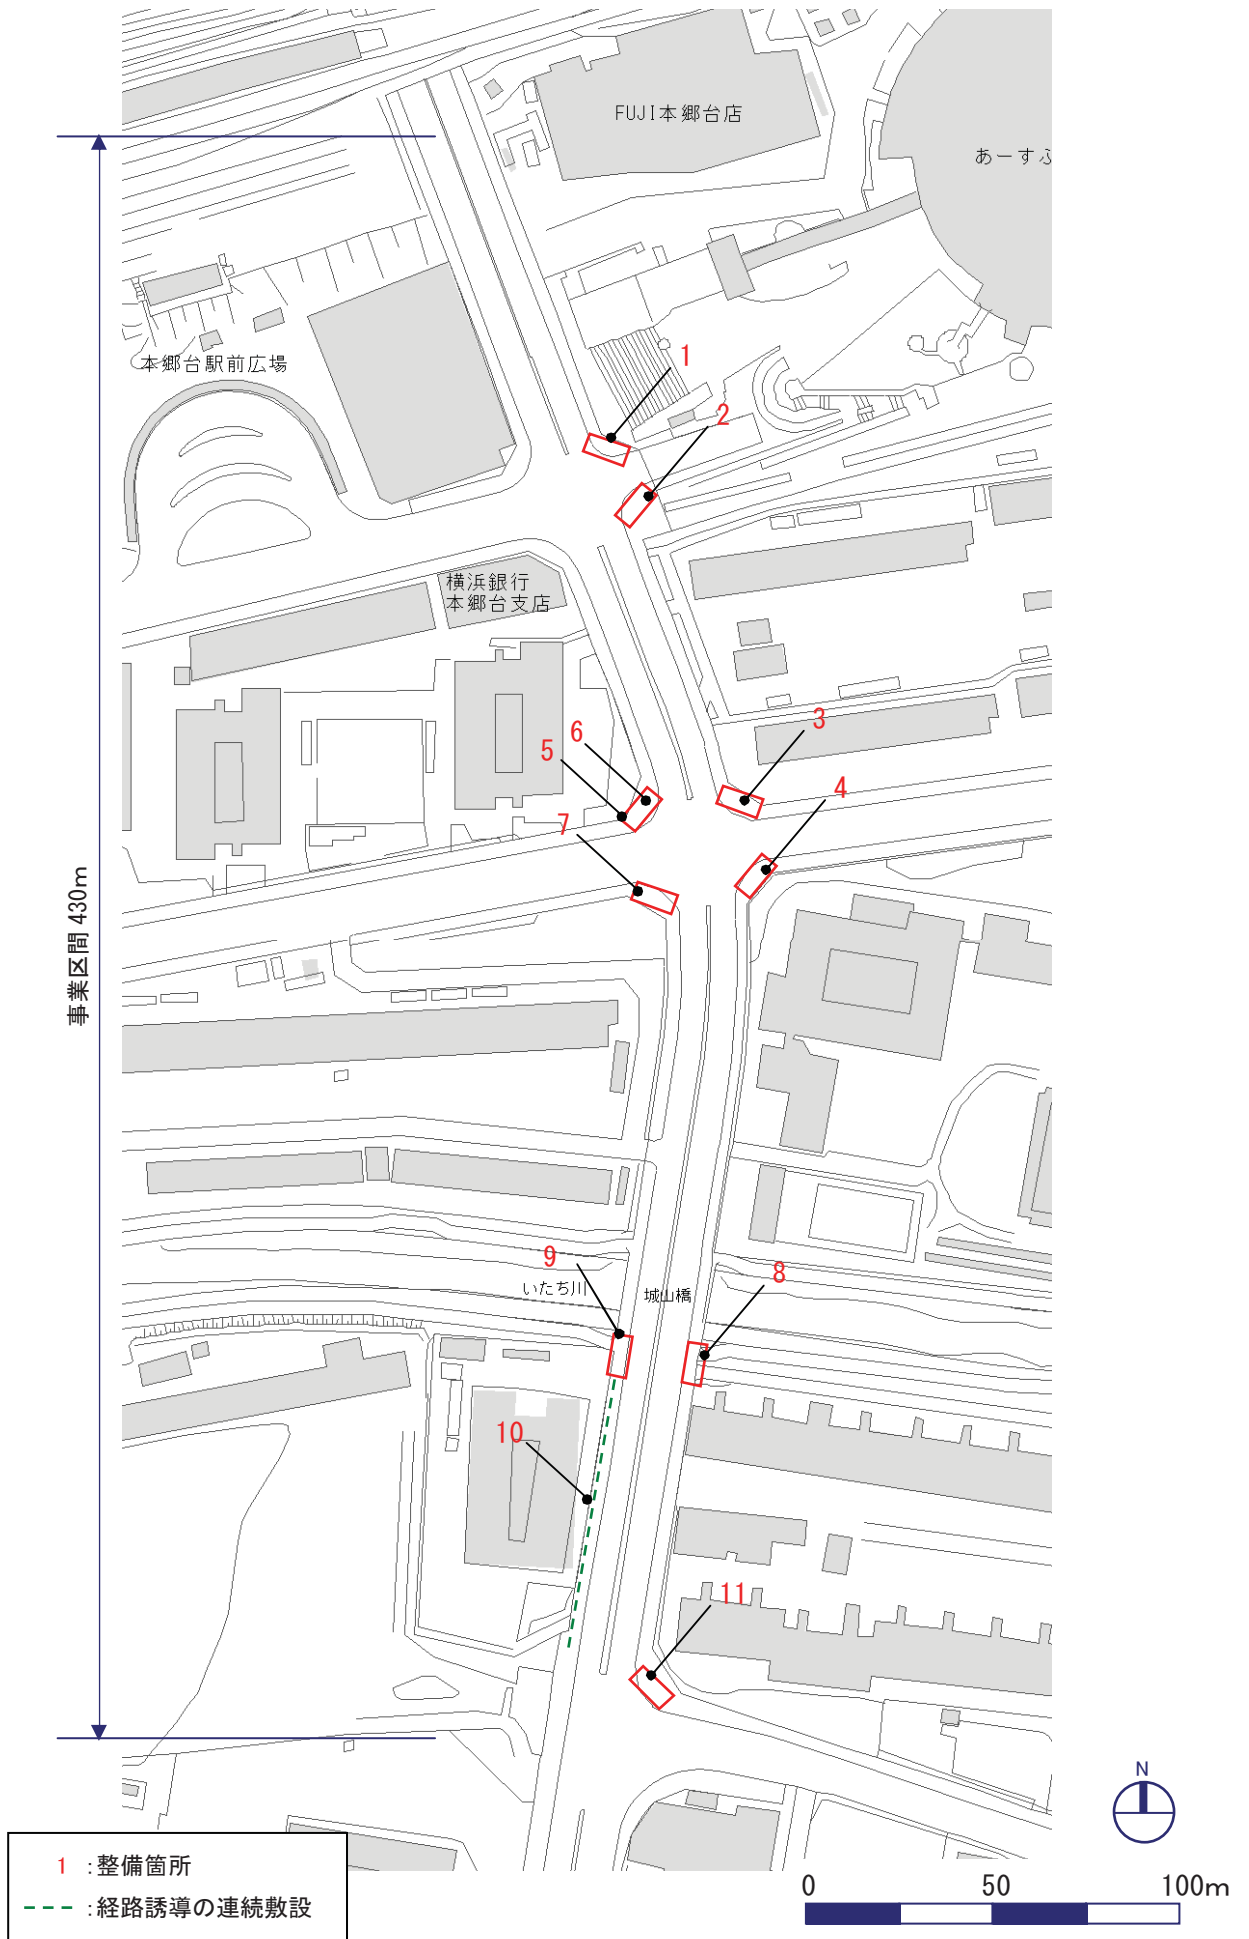 FUJI本郷台店
あーすぷ
本郷台駅前広場
1
2
横浜銀行
本郷台支店
3
6
5
4
7
事業区間 430m
9
いたち川
城山橋
8
10
11
N
1 :整備箇所
:経路誘導の連続敷設
0 50 100m